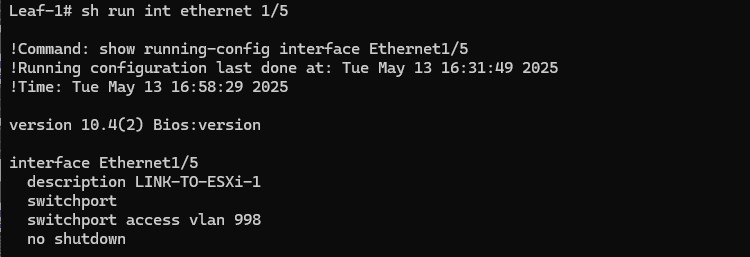 Leaf-1# sh run int ethernet 1/5
!Command: show running-config interface Ethernet1/5
!Running configuration last done at: Tue May 13 16:31:49 2025
!Time: Tue May 13 16:58:29 2025
version 10.4(2) Bios:version
interface Ethernet1/5
  description LINK-TO-ESXi-1
  switchport
  switchport access vlan 998
  no shutdown